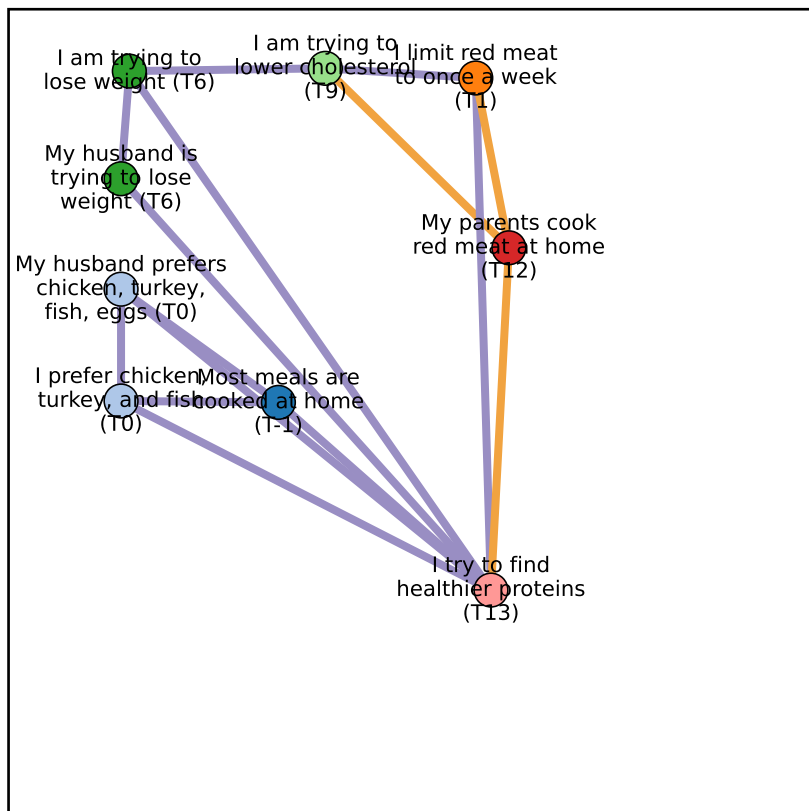 I am trying to
lose weight (T6)
I am trying to
lower cholesterol
(T9)
I limit red meat
to once a week
(T1)
My husband is
trying to lose
weight (T6)
My parents cook
red meat at home
(T12)
My husband prefers
chicken, turkey,
fish, eggs (T0)
I prefer chicken,
turkey, and fish
(T0)
Most meals are
cooked at home
(T-1)
I try to find
healthier proteins
(T13)